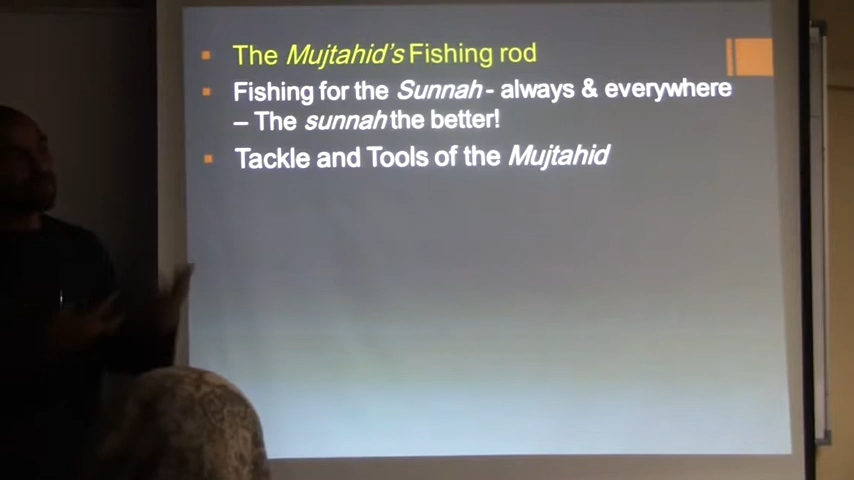 The Mujtahid's Fishing rod
Fishing for the Sunnah - always & everywhere
– The sunnah the better!
Tackle and Tools of the Mujtahid